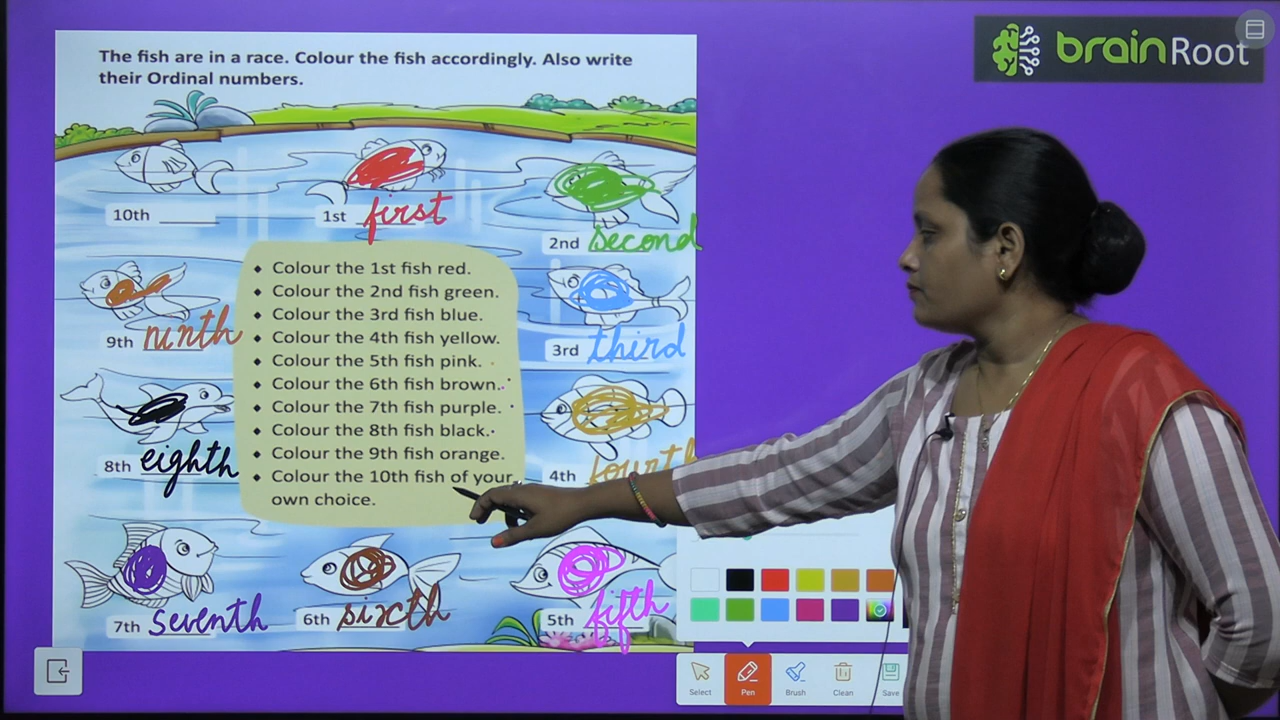 brainRoot
The fish are in a race. Colour the fish accordingly. Also write
their Ordinal numbers.
10th
1st first
2nd second
9th ninth
3rd third
8th eighth
4th fourth
7th seventh
6th sixcth
5th fifth
• Colour the 1st fish red.
• Colour the 2nd fish green.
• Colour the 3rd fish blue.
• Colour the 4th fish yellow.
• Colour the 5th fish pink.
• Colour the 6th fish brown.
• Colour the 7th fish purple.
• Colour the 8th fish black.
• Colour the 9th fish orange.
• Colour the 10th fish of your
own choice.
Select
Pen
Brush
Clean
Save